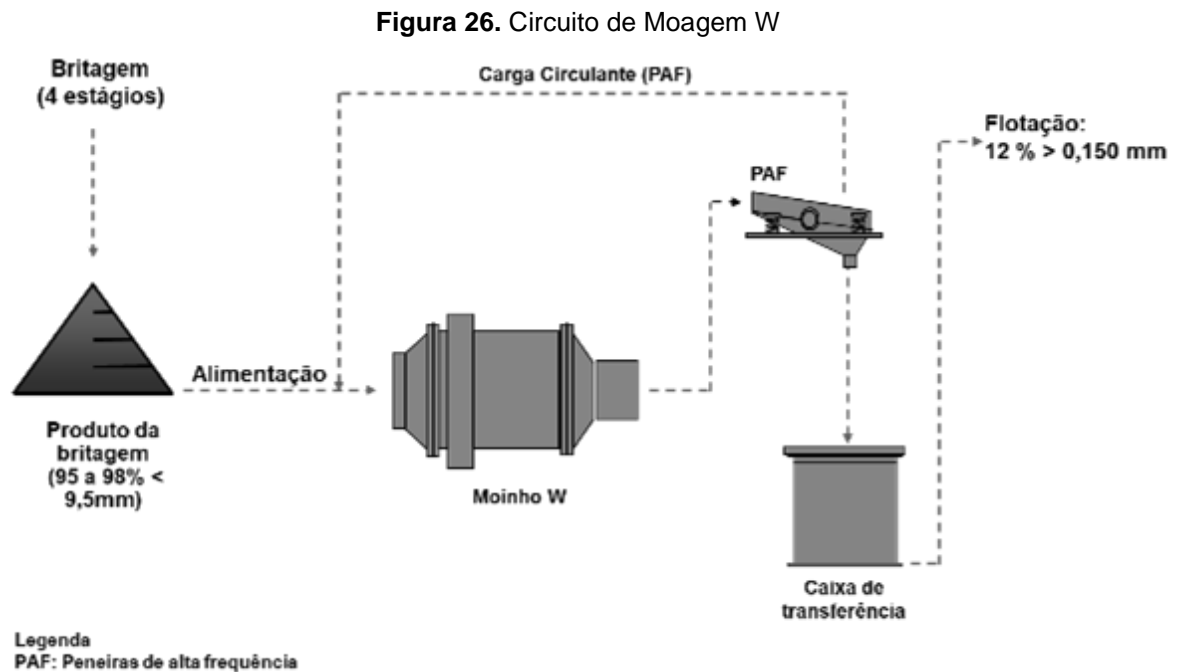 Figura 26. Circuito de Moagem W
Britagem
(4 estágios)
Carga Circulante (PAF)
Flotação:
12 % > 0,150 mm
PAF
Alimentação
Produto da
britagem
(95 a 98% <
9,5mm)
Moinho W
Caixa de
transferência
Legenda
PAF: Peneiras de alta frequência